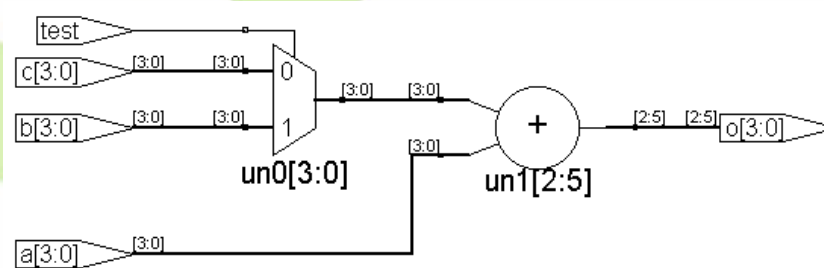 test
c[3:0] [3:0] [3:0] 0
[3:0] [3:0]
b[3:0] [3:0] [3:0] 1
+ [2:5] [2:5] o[3:0]
[3:0]
un0[3:0]
un1[2:5]
a[3:0] [3:0]